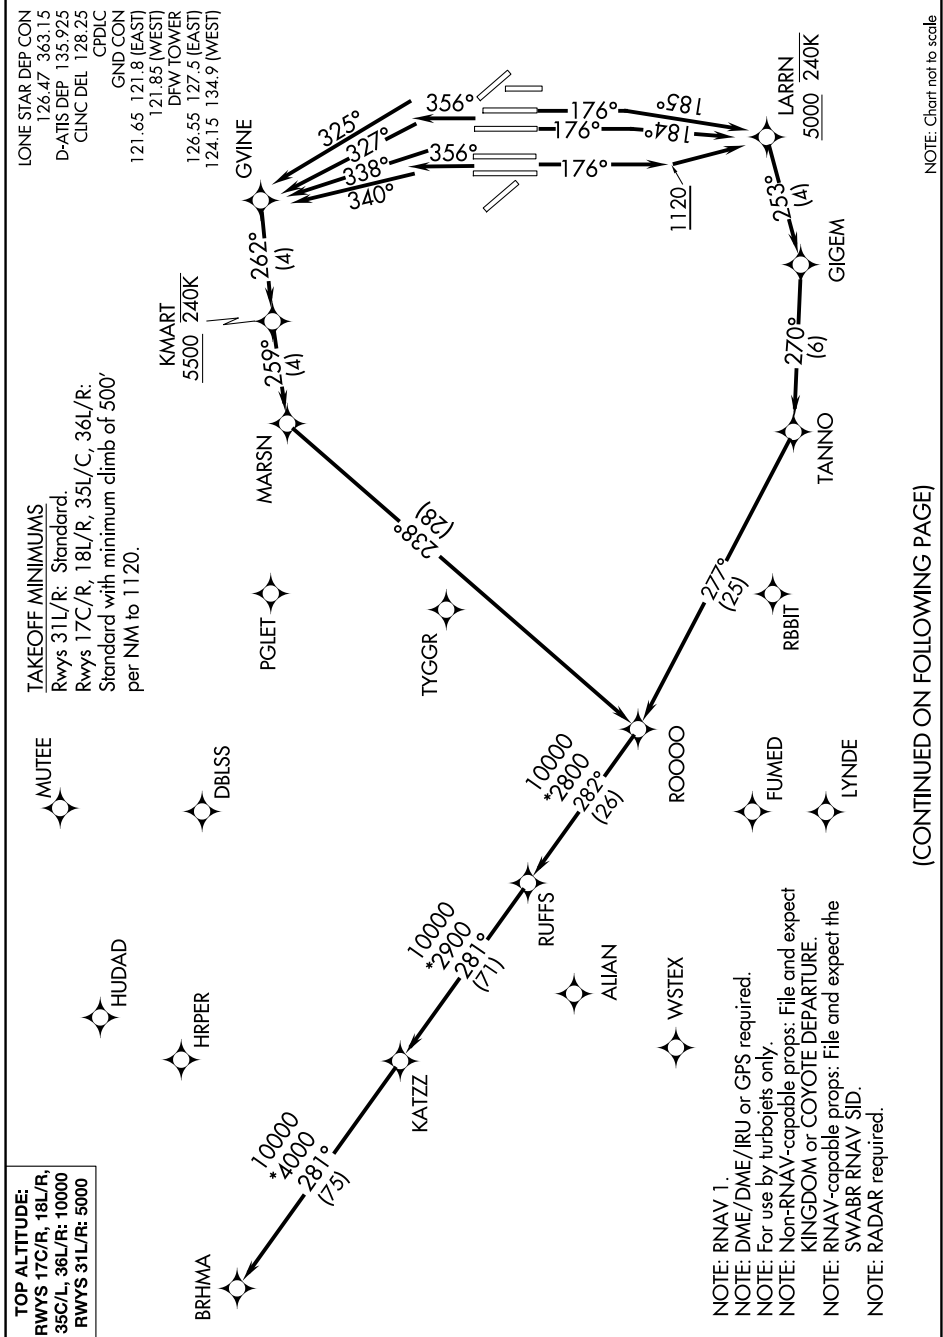 TOP ALTITUDE:
RWYS 17C/R, 18L/R,
35C/L, 36L/R: 10000
RWYS 31L/R: 5000
TAKEOFF MINIMUMS
Rwys 31L/R: Standard.
Rwys 17C/R, 18L/R, 35L/C, 36L/R:
Standard with minimum climb of 500'
per NM to 1120.
LONE STAR DEP CON
126.47 363.15
D-ATIS DEP 135.925
CLNC DEL 128.25
CPDLC
GND CON
121.65 121.8 (EAST)
121.85 (WEST)
DFW TOWER
126.55 127.5 (EAST)
124.15 134.9 (WEST)
MUTEE
HUDAD
HRPER
DBLSS
PGLET
TYGGR
GVINE
262°
(4)
KMART
5500 240K
259°
(4)
MARSN
238°
(28)
325°
327°
338°
340°
356°
356°
176°
176°
176°
185°
184°
1120
LARRN
5000 240K
253°
(4)
GIGEM
270°
(6)
TANNO
277°
(25)
RBBIT
ROOOO
10000
*2800
282°
(26)
RUFFS
10000
*2900
281°
(71)
KATZZ
10000
*4000
281°
(75)
BRHMA
ALIAN
WSTEX
FUMED
LYNDE
NOTE: RNAV 1.
NOTE: DME/DME/IRU or GPS required.
NOTE: For use by turbojets only.
NOTE: Non-RNAV-capable props: File and expect
KINGDOM or COYOTE DEPARTURE.
NOTE: RNAV-capable props: File and expect the
SWABR RNAV SID.
NOTE: RADAR required.
(CONTINUED ON FOLLOWING PAGE)
NOTE: Chart not to scale